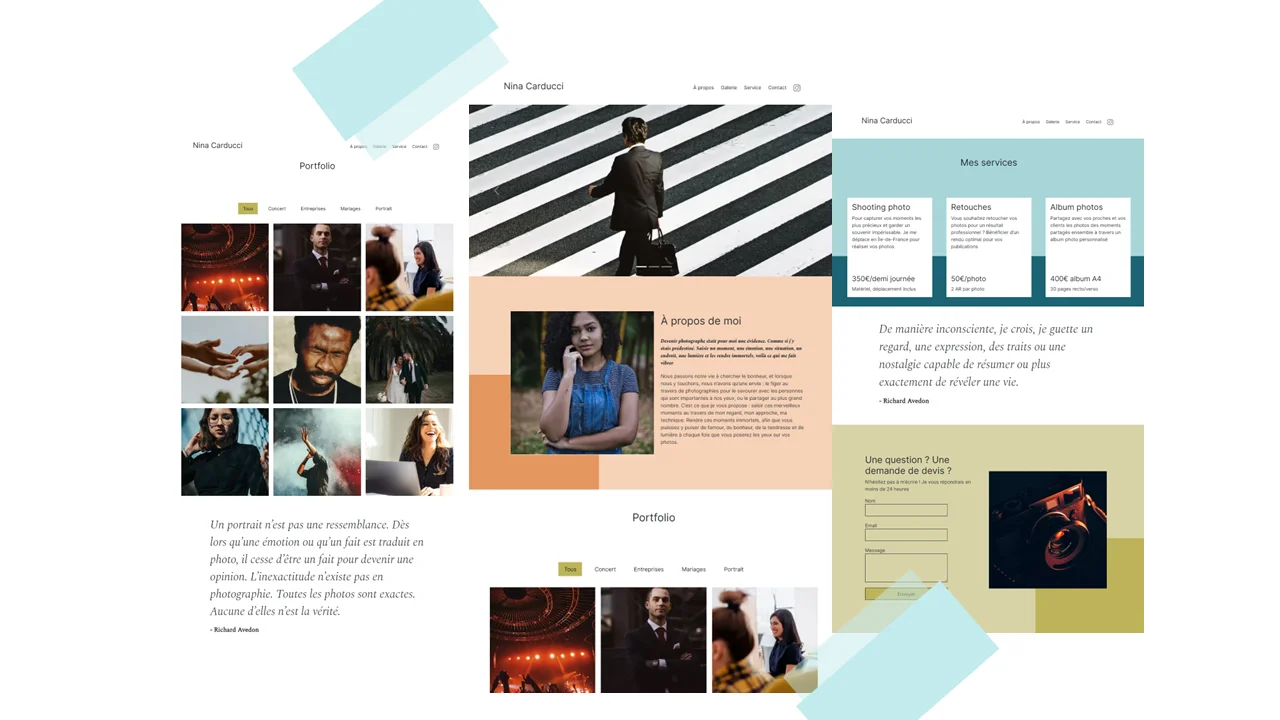 Nina Carducci
À propos Galerie Service Contact
Portfolio
Tous Concert Entreprises Mariages Portrait
Un portrait n’est pas une ressemblance. Dès
lors qu’une émotion ou qu’un fait est traduit en
photo, il cesse d’être un fait pour devenir une
opinion. L’inexactitude n’existe pas en
photographie. Toutes les photos sont exactes.
Aucune d’elles n’est la vérité.
- Richard Avedon
Nina Carducci
À propos Galerie Service Contact
À propos de moi
Devenir photographe était pour moi une évidence. Comme si j'y
étais prédestiné. Saisir un moment, une émotion, une situation, un
endroit, une lumière et les rendre immortels, voilà ce qui me fait
vibrer
Nous passons notre vie à chercher le bonheur, et lorsque
nous y touchons, nous n'avons qu'une envie : le figer au
travers de photographies pour le savourer avec les personnes
qui sont importantes à nos yeux, ou le partager au plus grand
nombre. C'est ce que je vous propose : saisir ces merveilleux
moments au travers de mon regard, mon approche, ma
technique. Rendre ces moments immortels, afin que vous
puissiez y puiser de l'amour, du bonheur, de la tendresse et de
lumière à chaque fois que vous poserez les yeux sur vos
photos.
Portfolio
Tous Concert Entreprises Mariages Portrait
Nina Carducci
À propos Galerie Service Contact
Mes services
Shooting photo
Pour capturer vos moments les
plus précieux et garder un
souvenir impérissable. Je me
déplace en Île-de-France pour
réaliser vos photos
350€/demi journée
Matériel, déplacement inclus
Retouches
Vous souhaitez retoucher vos
photos pour un résultat
professionnel ? Bénéficier d'un
rendu optimisé pour vos
publications
50€/photo
2 AR par photo
Album photos
Partagez avec vos proches et vos
clients les photos des moments
partagés ensemble à travers un
album photo personnalisé
400€ album A4
30 pages recto/verso
De manière inconsciente, je crois, je guette un
regard, une expression, des traits ou une
nostalgie capable de résumer ou plus
exactement de révéler une vie.
- Richard Avedon
Une question ? Une
demande de devis ?
N'hésitez pas à m'écrire ! Je vous répondrais en
moins de 24 heures
Nom
Email
Message
Envoyer